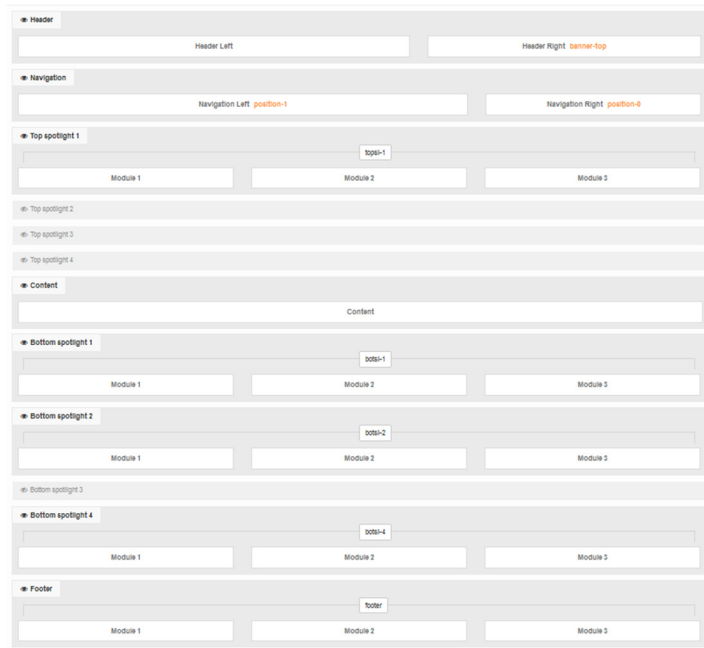 Header
Header Left Header Right banner-top
Navigation
Navigation Left position-1 Navigation Right position-0
Top spotlight 1
topsl-1
Module 1 Module 2 Module 3
Top spotlight 2
Top spotlight 3
Top spotlight 4
Content
Content
Bottom spotlight 1
botsl-1
Module 1 Module 2 Module 3
Bottom spotlight 2
botsl-2
Module 1 Module 2 Module 3
Bottom spotlight 3
Bottom spotlight 4
botsl-4
Module 1 Module 2 Module 3
Footer
footer
Module 1 Module 2 Module 3